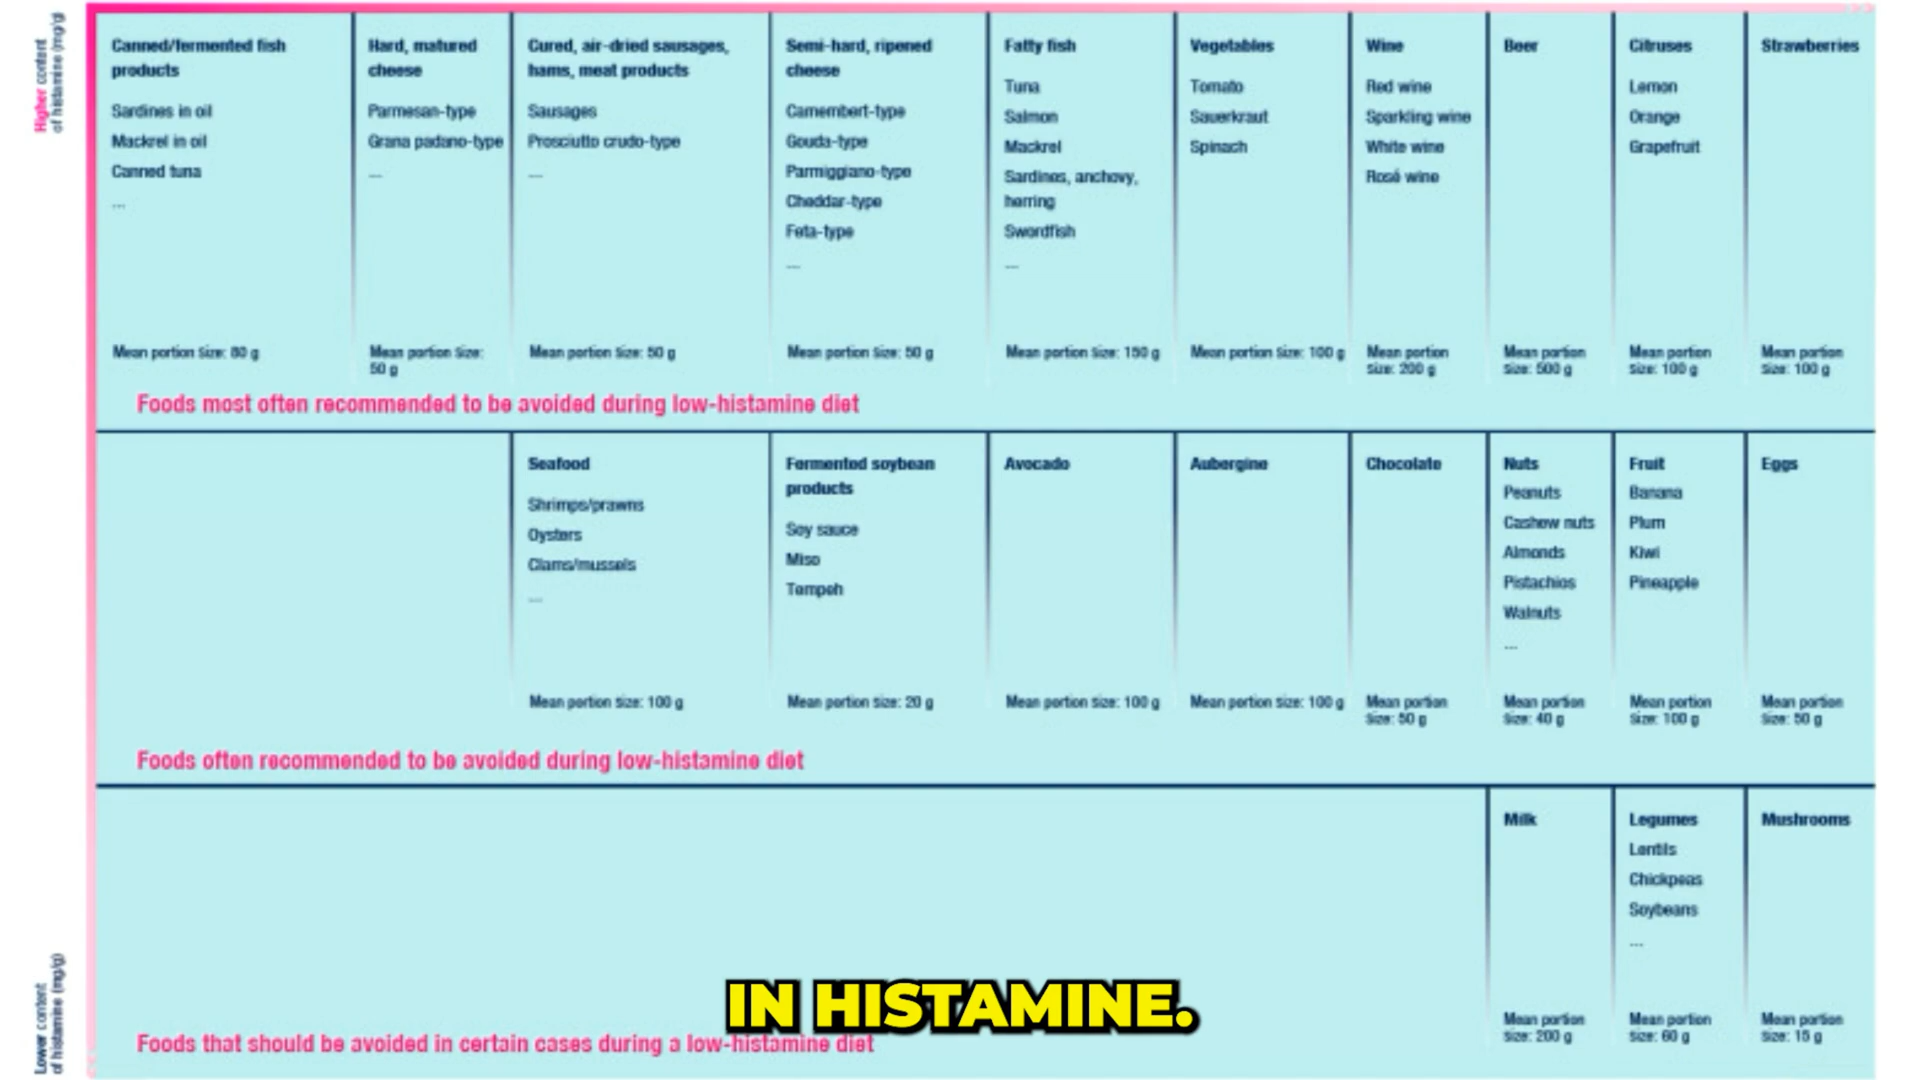 Higher content
of histamine (mg/g)
Canned/fermented fish
products
Sardines in oil
Mackrel in oil
Canned tuna
...
Mean portion size: 80 g
Hard, matured
cheese
Parmesan-type
Grana padano-type
...
Mean portion size:
50 g
Cured, air-dried sausages,
hams, meat products
Sausages
Prosciutto crudo-type
...
Mean portion size: 50 g
Semi-hard, ripened
cheese
Camembert-type
Gouda-type
Parmiggiano-type
Cheddar-type
Feta-type
...
Mean portion size: 50 g
Fatty fish
Tuna
Salmon
Mackrel
Sardines, anchovy,
herring
Swordfish
...
Mean portion size: 150 g
Vegetables
Tomato
Sauerkraut
Spinach
Mean portion size: 100 g
Wine
Red wine
Sparkling wine
White wine
Rosé wine
Mean portion
size: 200 g
Beer
Mean portion
size: 500 g
Citruses
Lemon
Orange
Grapefruit
Mean portion
size: 100 g
Strawberries
Mean portion
size: 100 g
Foods most often recommended to be avoided during low-histamine diet
Seafood
Shrimps/prawns
Oysters
Clams/mussels
...
Mean portion size: 100 g
Fermented soybean
products
Soy sauce
Miso
Tempeh
Mean portion size: 20 g
Avocado
Mean portion size: 100 g
Aubergine
Mean portion size: 100 g
Chocolate
Mean portion
size: 50 g
Nuts
Peanuts
Cashew nuts
Almonds
Pistachios
Walnuts
...
Mean portion
size: 40 g
Fruit
Banana
Plum
Kiwi
Pineapple
Mean portion
size: 100 g
Eggs
Mean portion
size: 50 g
Foods often recommended to be avoided during low-histamine diet
Milk
Mean portion
size: 200 g
Legumes
Lentils
Chickpeas
Soybeans
...
Mean portion
size: 60 g
Mushrooms
Mean portion
size: 15 g
Foods that should be avoided in certain cases during a low-histamine diet
Lower content
of histamine (mg/g)
IN HISTAMINE.